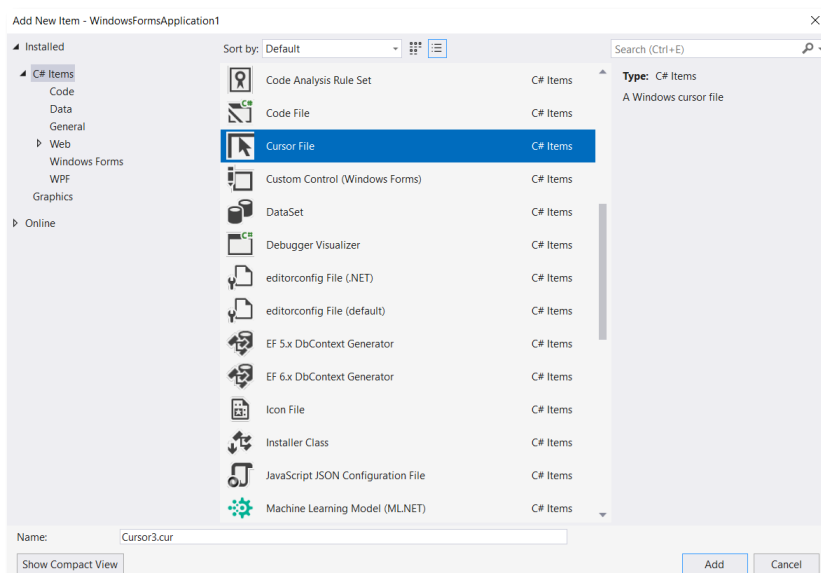 Add New Item - WindowsFormsApplication1
Installed
Sort by: Default
Search (Ctrl+E)
C# Items
Code
Data
General
Web
Windows Forms
WPF
Graphics
Online
Code Analysis Rule Set C# Items
Code File C# Items
Cursor File C# Items
Custom Control (Windows Forms) C# Items
DataSet C# Items
Debugger Visualizer C# Items
editorconfig File (.NET) C# Items
editorconfig File (default) C# Items
EF 5.x DbContext Generator C# Items
EF 6.x DbContext Generator C# Items
Icon File C# Items
Installer Class C# Items
JavaScript JSON Configuration File C# Items
Machine Learning Model (ML.NET) C# Items
Type: C# Items
A Windows cursor file
Name: Cursor3.cur
Show Compact View
Add Cancel